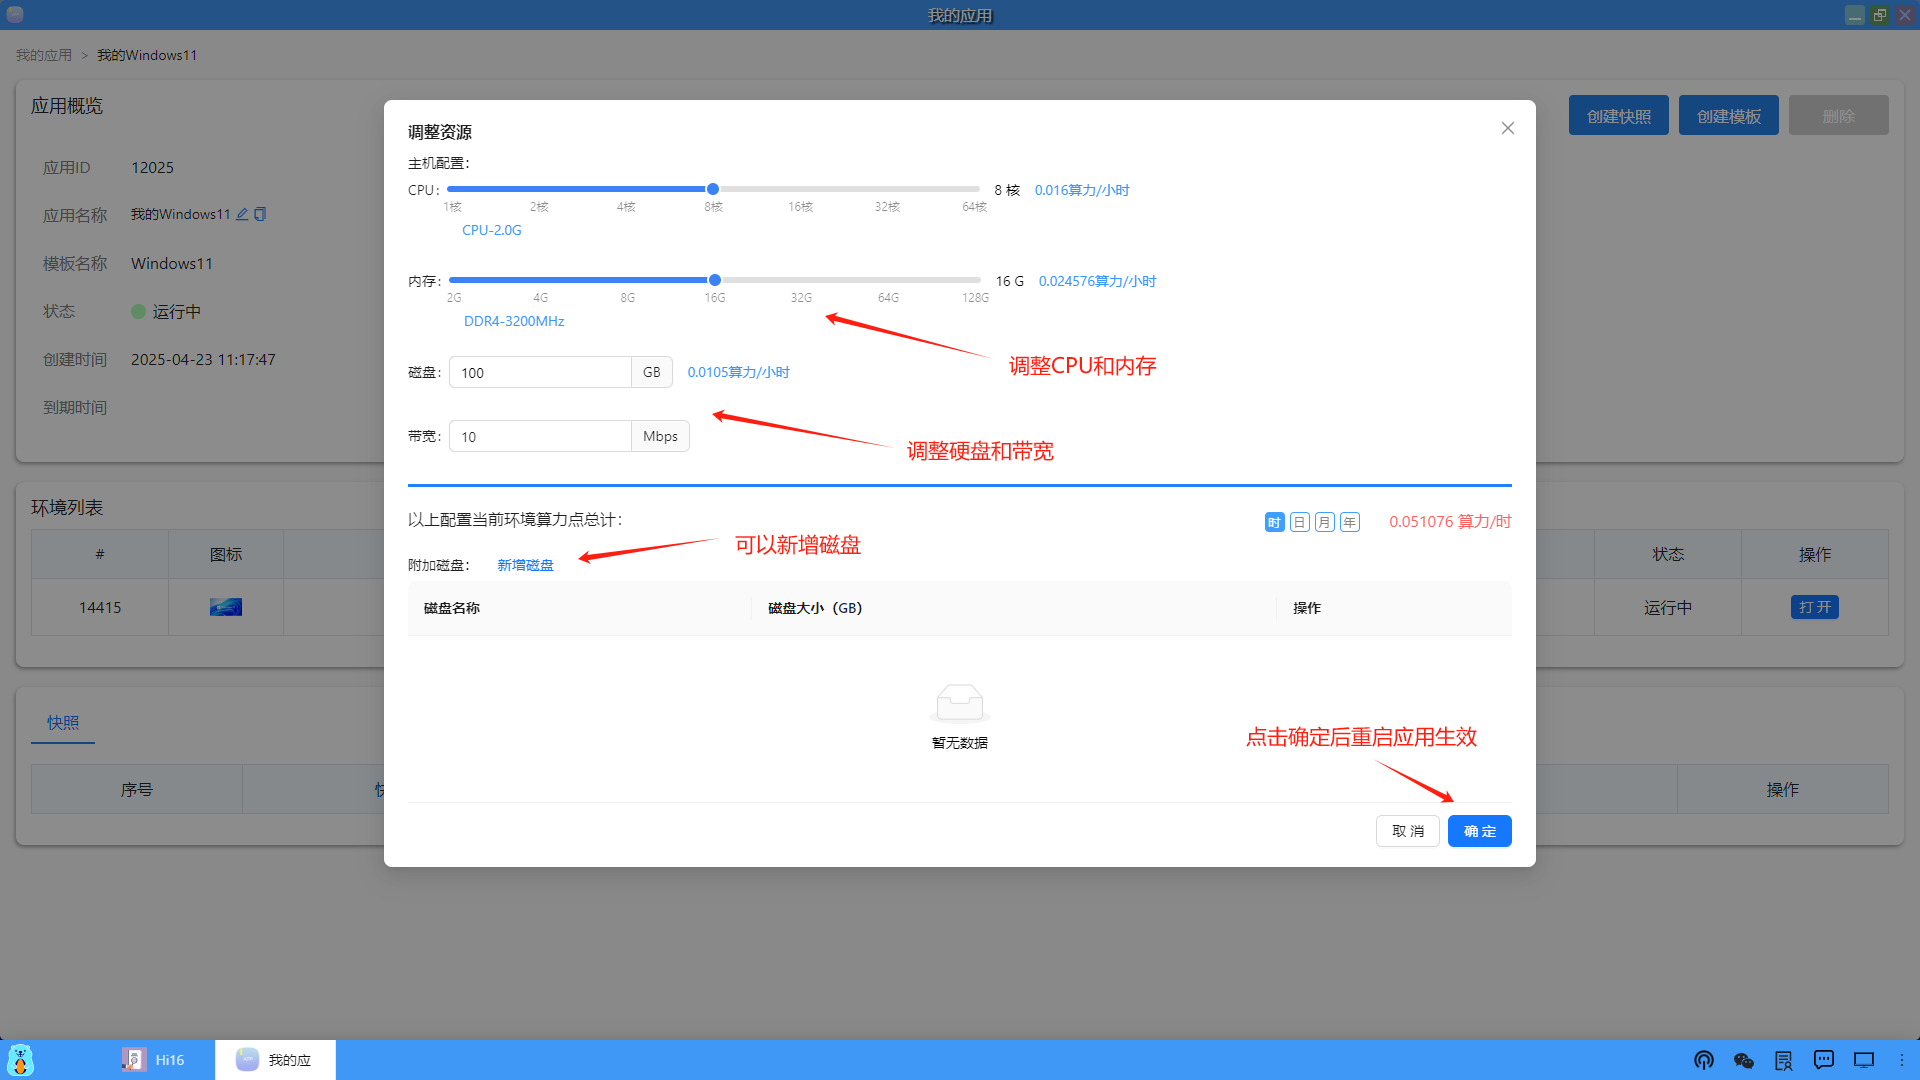 我的应用
我的应用 > 我的Windows11
应用概览
创建快照 创建模板 删除
应用ID 12025
应用名称 我的Windows11
模板名称 Windows11
状态 运行中
创建时间 2025-04-23 11:17:47
到期时间
环境列表
# 图标 状态 操作
14415 运行中 打 开
快照
序号 操作
调整资源
主机配置:
CPU: 8 核 0.016算力/小时
1核 2核 4核 8核 16核 32核 64核
CPU-2.0G
内存: 16 G 0.024576算力/小时
2G 4G 8G 16G 32G 64G 128G
DDR4-3200MHz
调整CPU和内存
磁盘: 100 GB 0.0105算力/小时
带宽: 10 Mbps
调整硬盘和带宽
以上配置当前环境算力点总计: 时 日 月 年 0.051076 算力/时
可以新增磁盘
附加磁盘: 新增磁盘
磁盘名称 磁盘大小（GB） 操作
暂无数据
点击确定后重启应用生效
取 消 确 定
Hi16 我的应